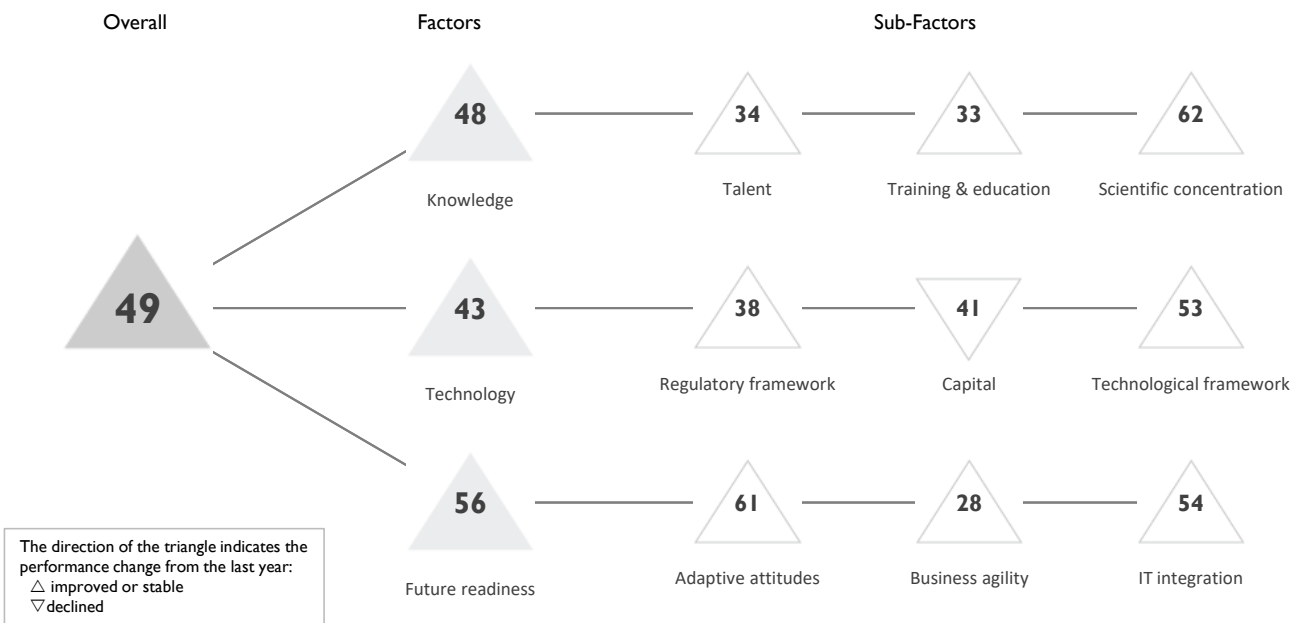 Overall
Factors
Sub-Factors
48
34
33
62
Knowledge
Talent
Training & education
Scientific concentration
49
43
38
41
53
Technology
Regulatory framework
Capital
Technological framework
56
61
28
54
Future readiness
Adaptive attitudes
Business agility
IT integration
The direction of the triangle indicates the
performance change from the last year:
△ improved or stable
▽ declined